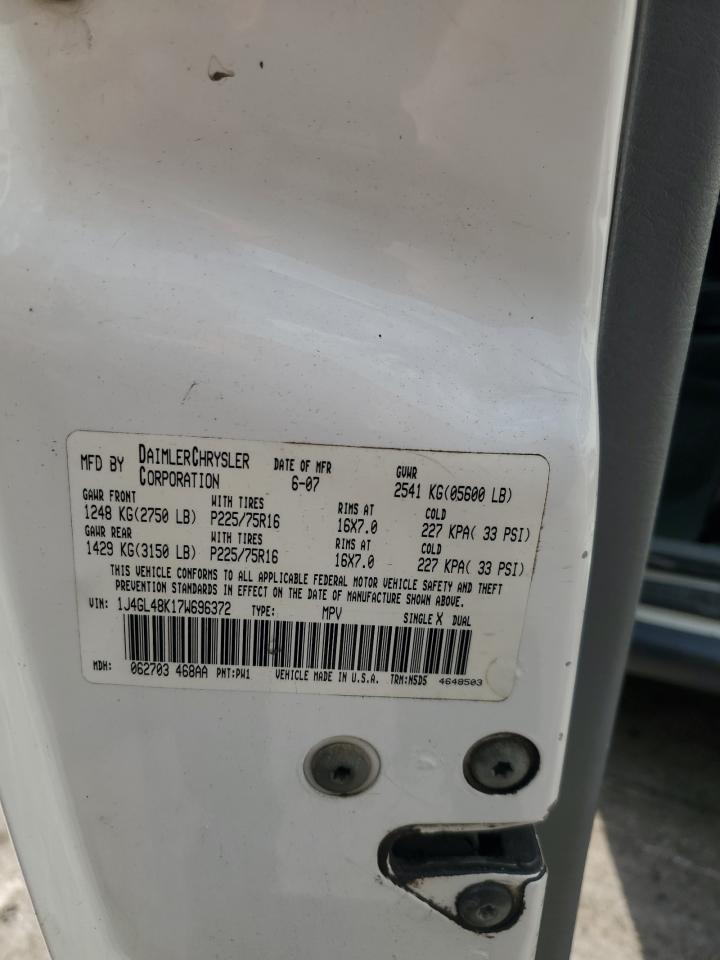 MFD BY DAIMLERCHRYSLER CORPORATION DATE OF MFR 6-07 GVWR 2541 KG(05600 LB)
GAWR FRONT WITH TIRES RIMS AT COLD
1248 KG(2750 LB) P225/75R16 16X7.0 227 KPA( 33 PSI)
GAWR REAR WITH TIRES RIMS AT COLD
1429 KG(3150 LB) P225/75R16 16X7.0 227 KPA( 33 PSI)
THIS VEHICLE CONFORMS TO ALL APPLICABLE FEDERAL MOTOR VEHICLE SAFETY AND THEFT
PREVENTION STANDARDS IN EFFECT ON THE DATE OF MANUFACTURE SHOWN ABOVE.
VIN: 1J4GL48K17W696372 TYPE: MPV SINGLE X DUAL
MDH: 062703 468AA PNT:PW1 VEHICLE MADE IN U.S.A. TRM:M5D5 4648503